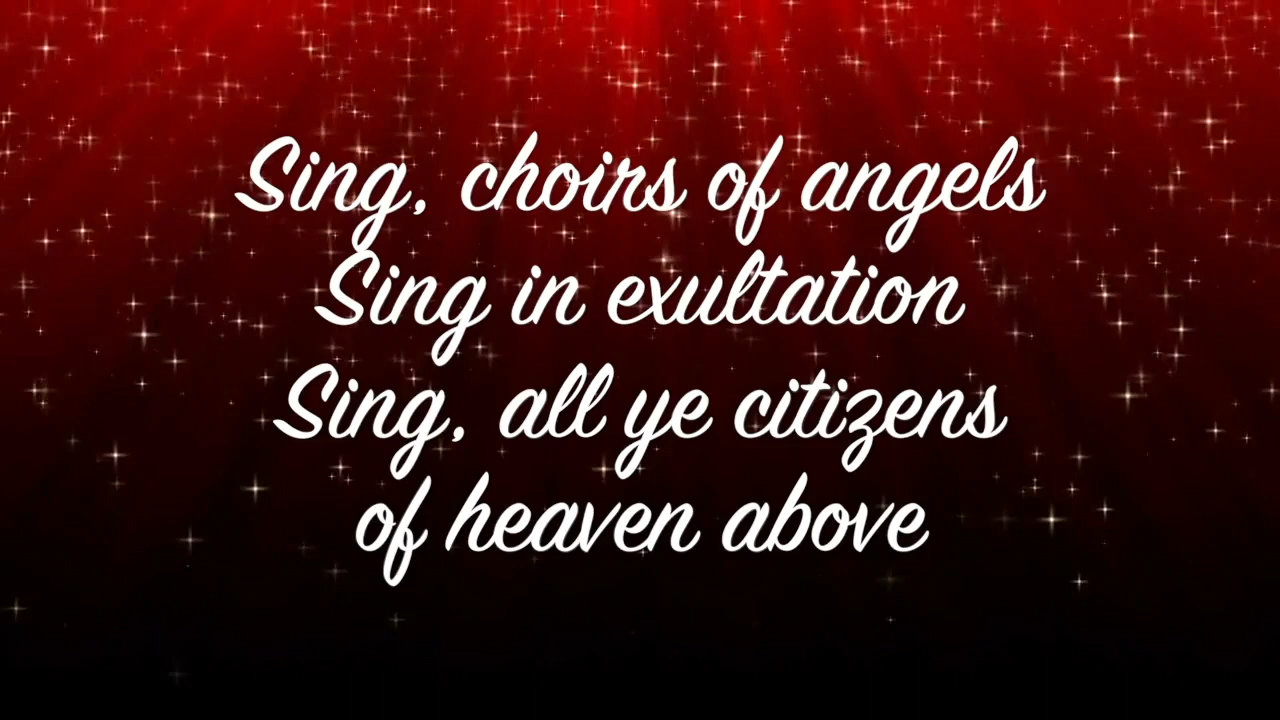 Sing, choirs of angels
Sing in exultation
Sing, all ye citizens
of heaven above